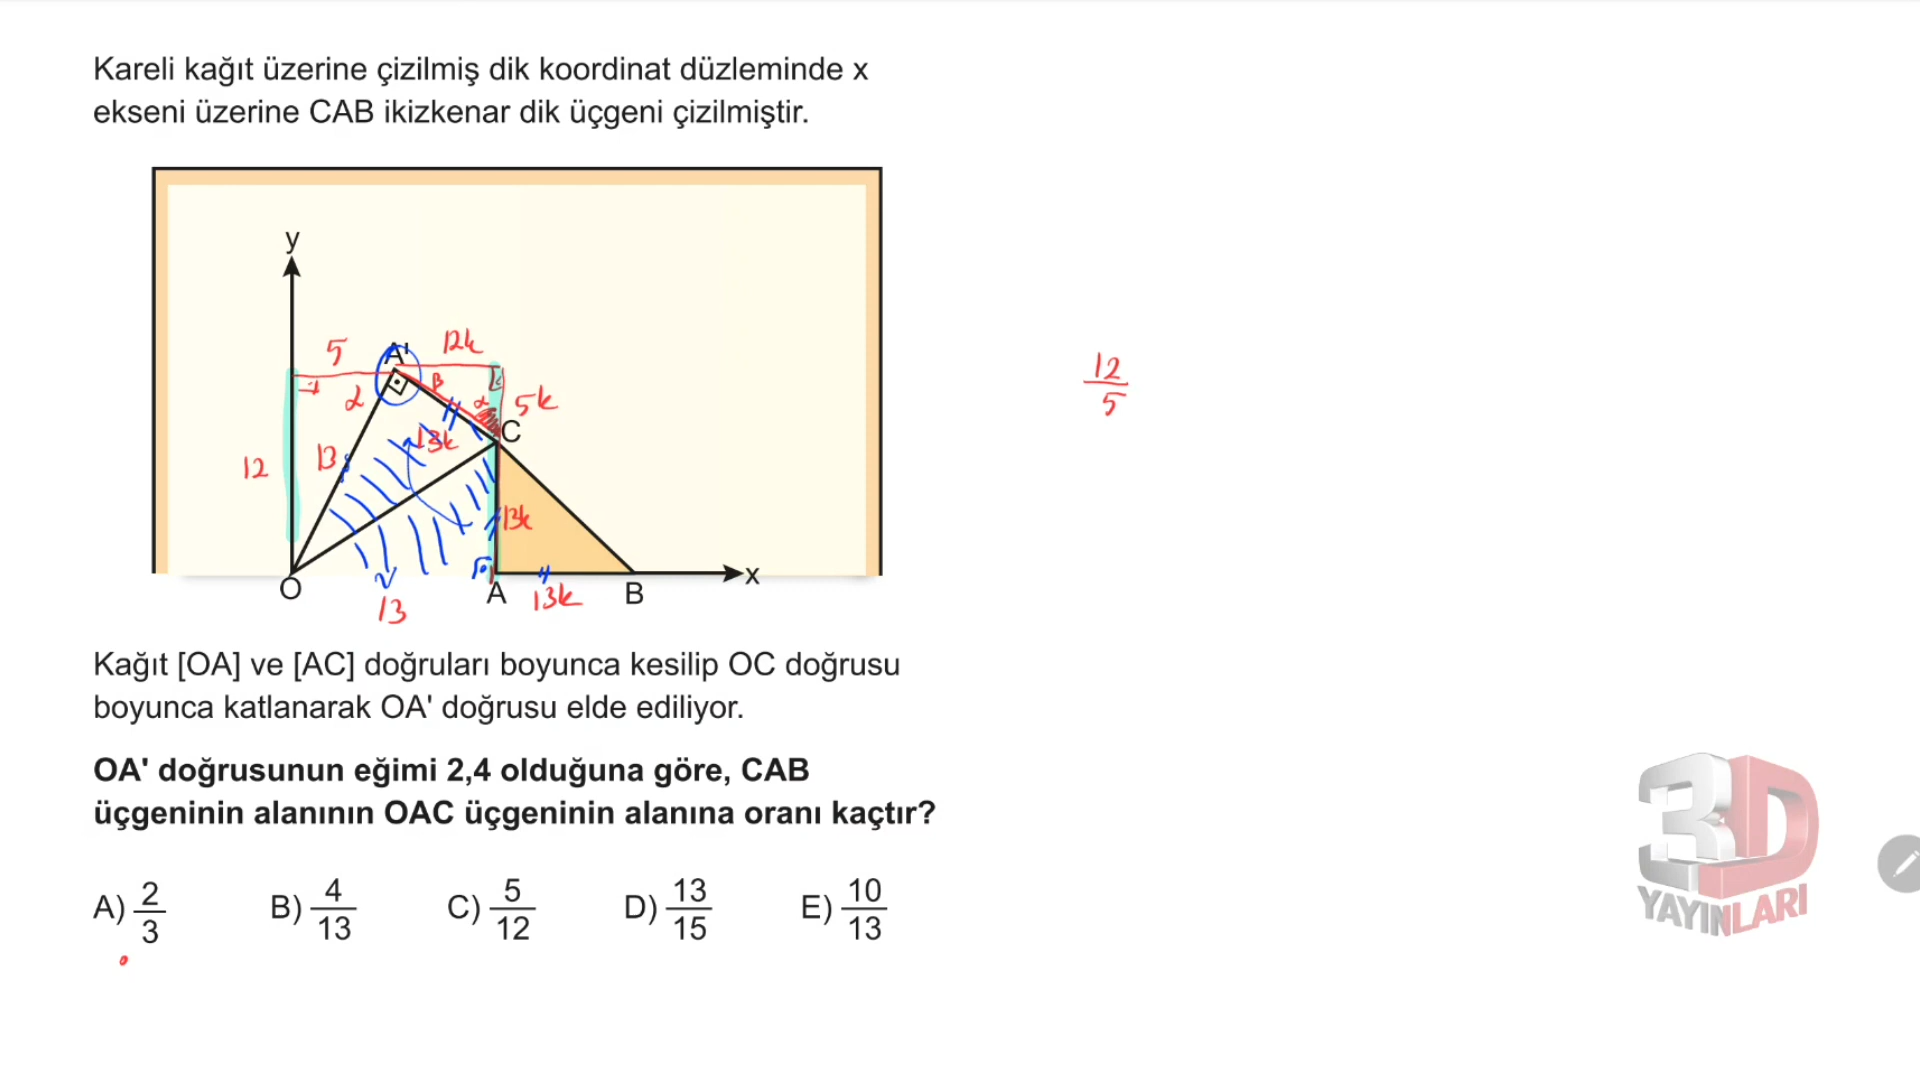 Kareli kağıt üzerine çizilmiş dik koordinat düzleminde x
ekseni üzerine CAB ikizkenar dik üçgeni çizilmiştir.
y
5 A' 12k
2 β α 5k
C
12 13 13k
13k
O A B x
13 13k
12
5
Kağıt [OA] ve [AC] doğruları boyunca kesilip OC doğrusu
boyunca katlanarak OA' doğrusu elde ediliyor.
OA' doğrusunun eğimi 2,4 olduğuna göre, CAB
üçgeninin alanının OAC üçgeninin alanına oranı kaçtır?
A) 2/3 B) 4/13 C) 5/12 D) 13/15 E) 10/13
3D
YAYINLARI